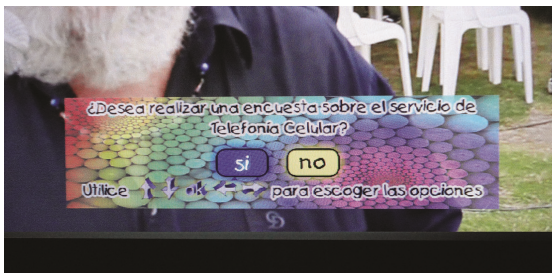 ¿Desea realizar una encuesta sobre el servicio de
Telefonía Celular?
si no
Utilice ok para escoger las opciones